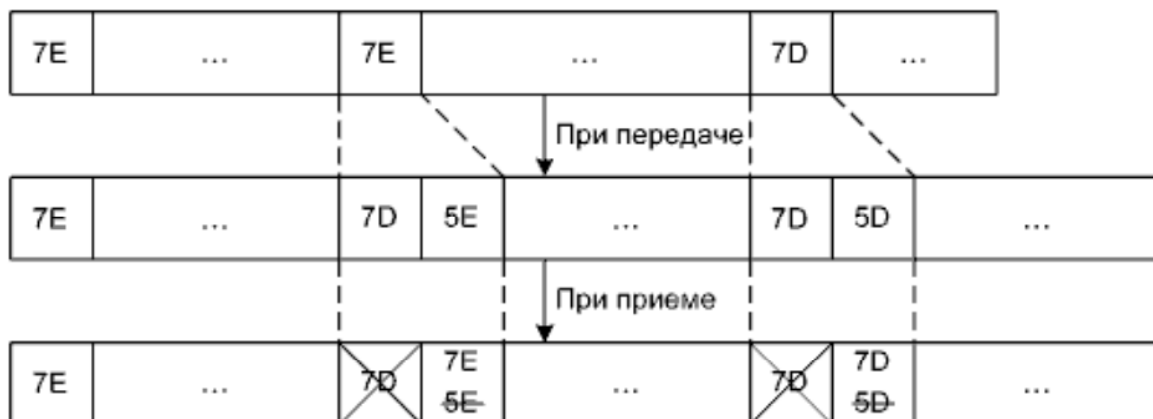 7E ... 7E ... 7D ...
При передаче
7E ... 7D 5E ... 7D 5D ...
При приеме
7E ... 7D 7E ... 7D 7D ...
5E 5D